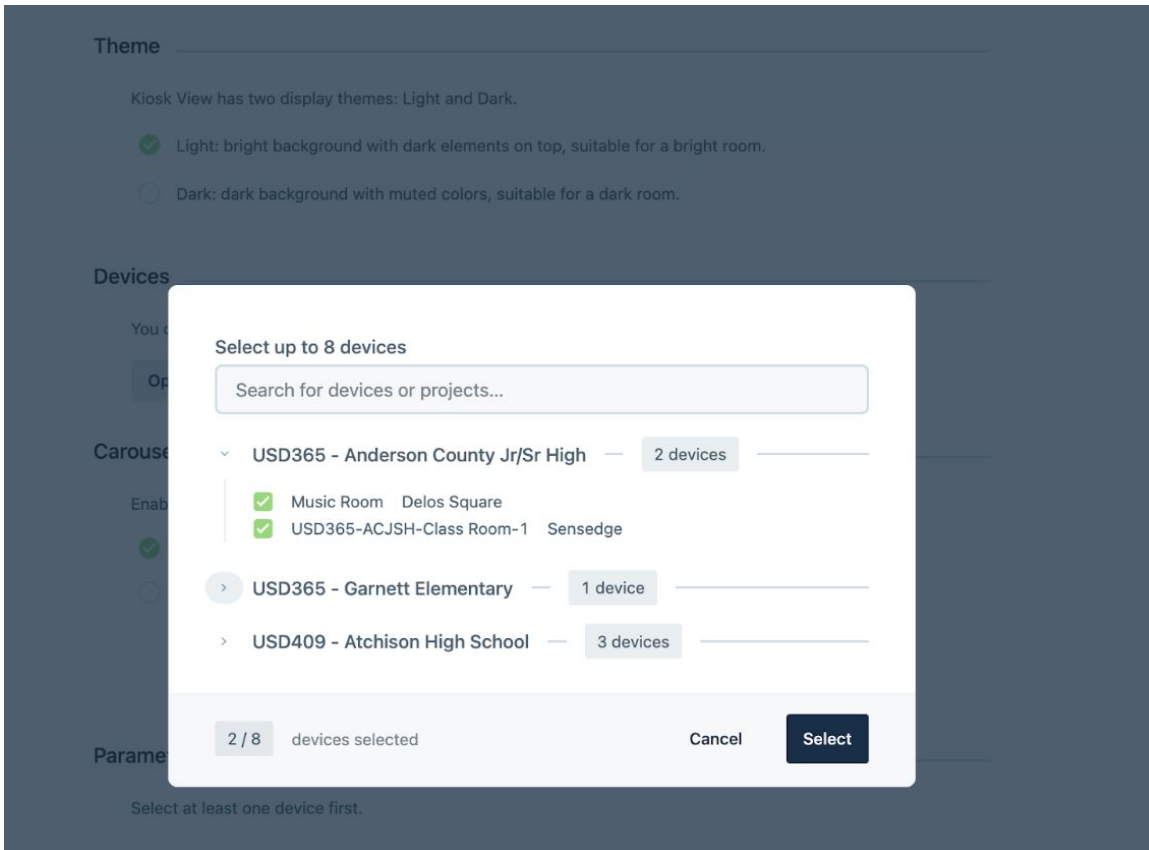 Theme
Kiosk View has two display themes: Light and Dark.
Light: bright background with dark elements on top, suitable for a bright room.
Dark: dark background with muted colors, suitable for a dark room.
Devices
You
Select up to 8 devices
Op
Search for devices or projects...
Carouse
USD365 - Anderson County Jr/Sr High 2 devices
Enab
Music Room Delos Square
USD365-ACJSH-Class Room-1 Sensedge
USD365 - Garnett Elementary 1 device
USD409 - Atchison High School 3 devices
2 / 8 devices selected Cancel Select
Parame
Select at least one device first.